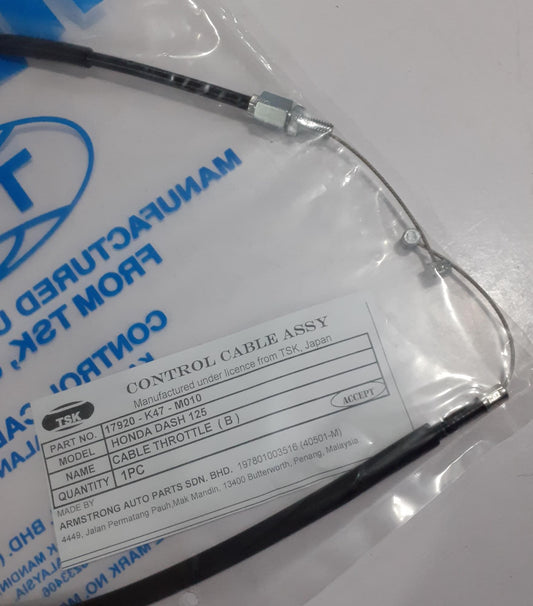 CONTROL CABLE ASSY
Manufactured under licence from TSK, Japan
TSK
PART NO. 17920 - K47 - M010
MODEL HONDA DASH 125
NAME CABLE THROTTLE ( B )
QUANTITY 1PC
ACCEPT
MADE BY
ARMSTRONG AUTO PARTS SDN. BHD. 197801003516 (40501-M)
4449, Jalan Permatang Pauh,Mak Mandin, 13400 Butterworth, Penang, Malaysia
MANUFACTURED U
FROM TSK,
CONTROL